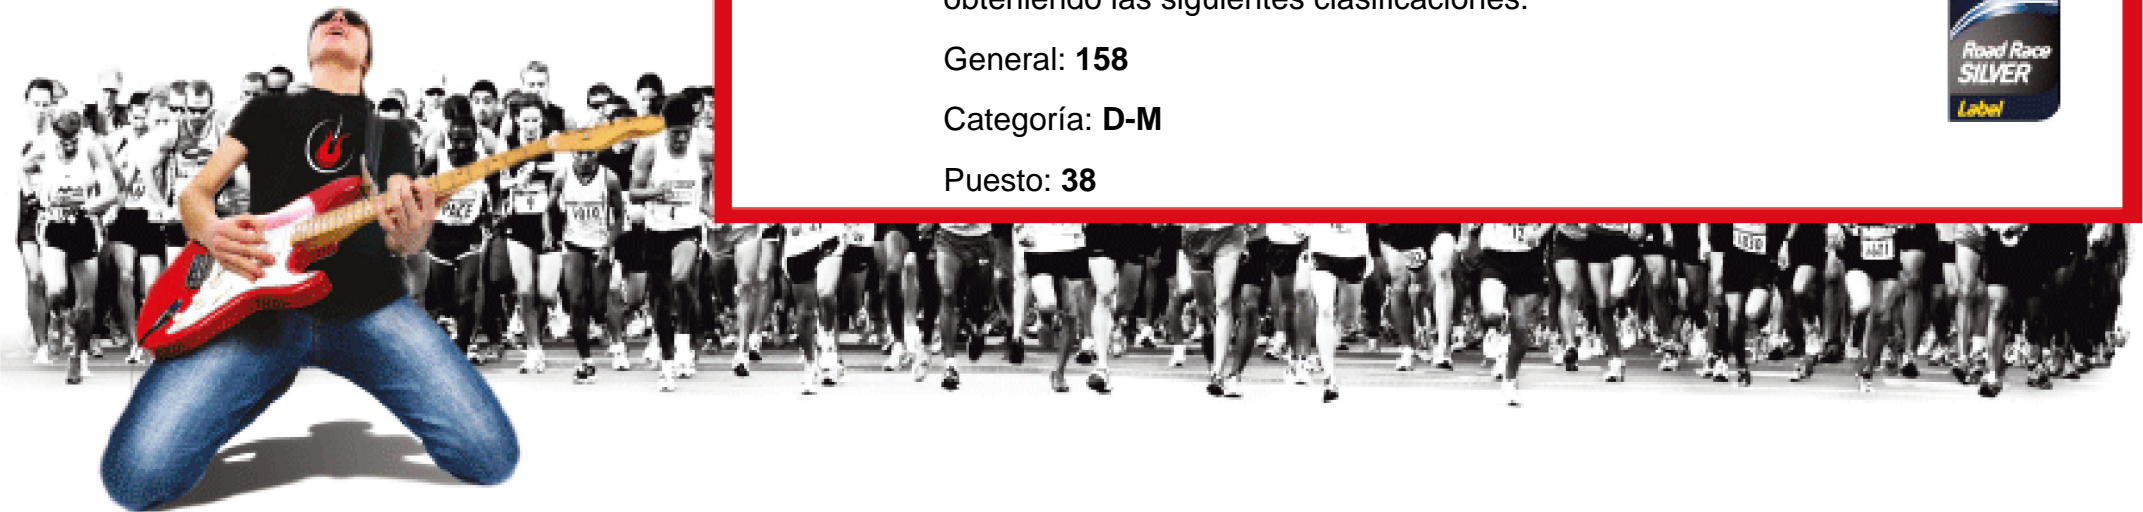 obteniendo las siguientes clasificaciones:
General: 158
Categoría: D-M
Puesto: 38
Road Race
SILVER
Label